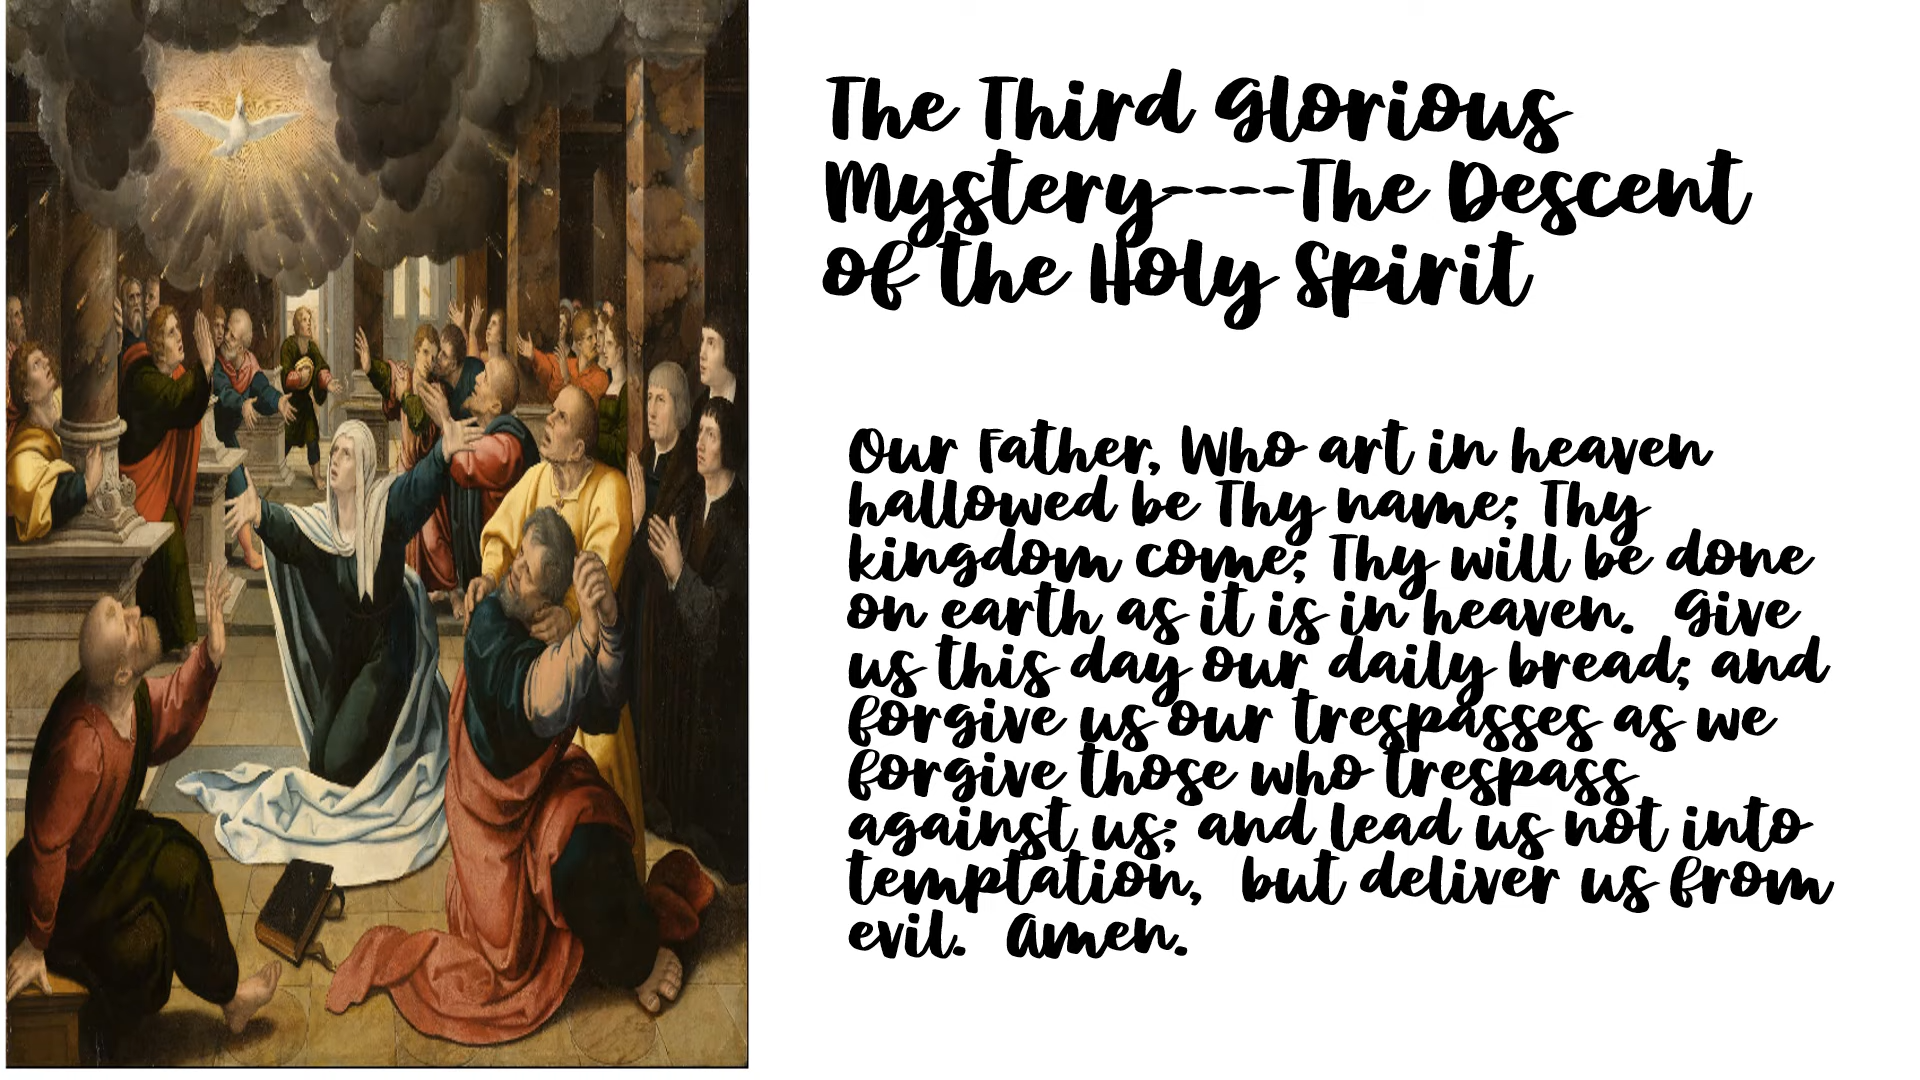 The Third Glorious
Mystery----The Descent
of the Holy Spirit
Our Father, Who art in heaven
hallowed be Thy name; Thy
kingdom come; Thy will be done
on earth as it is in heaven.  Give
us this day our daily bread; and
forgive us our trespasses as we
forgive those who trespass
against us; and lead us not into
temptation,  but deliver us from
evil.  Amen.